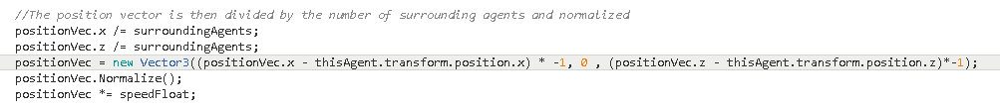 //The position vector is then divided by the number of surrounding agents and normalized
positionVec.x /= surroundingAgents;
positionVec.z /= surroundingAgents;
positionVec = new Vector3((positionVec.x - thisAgent.transform.position.x) * -1, 0 , (positionVec.z - thisAgent.transform.position.z)*-1);
positionVec.Normalize();
positionVec *= speedFloat;